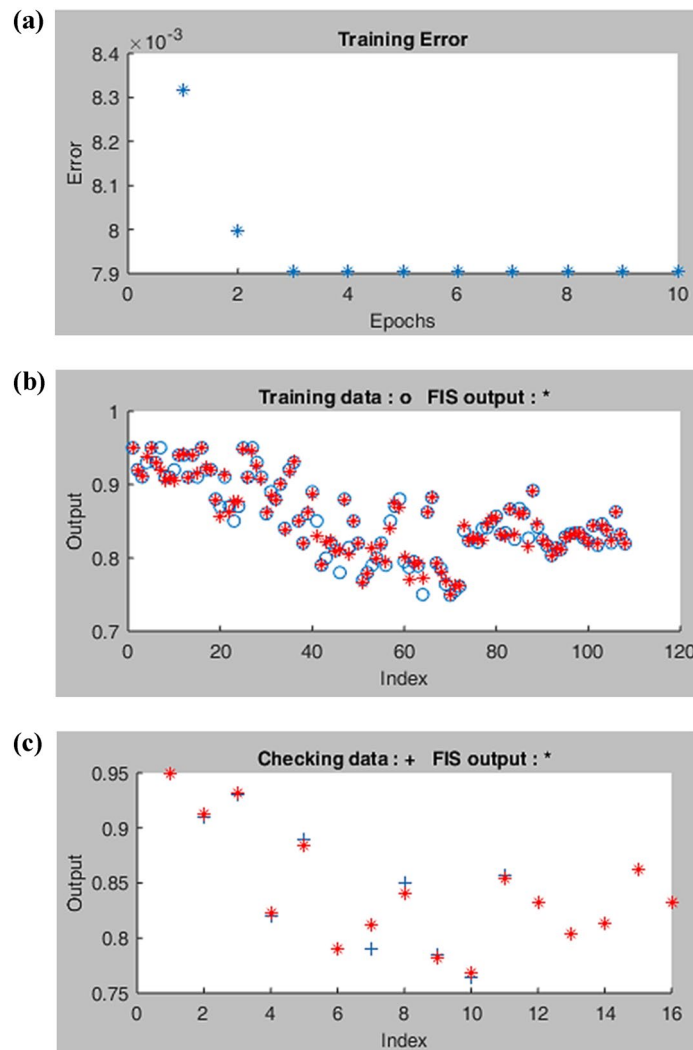 (a)
Training Error
×10⁻³
8.4
8.3
8.2
8.1
8
7.9
Error
0 2 4 6 8 10
Epochs
(b)
Training data : o FIS output : *
1
0.9
0.8
0.7
Output
0 20 40 60 80 100 120
Index
(c)
Checking data : + FIS output : *
0.95
0.9
0.85
0.8
0.75
Output
0 2 4 6 8 10 12 14 16
Index